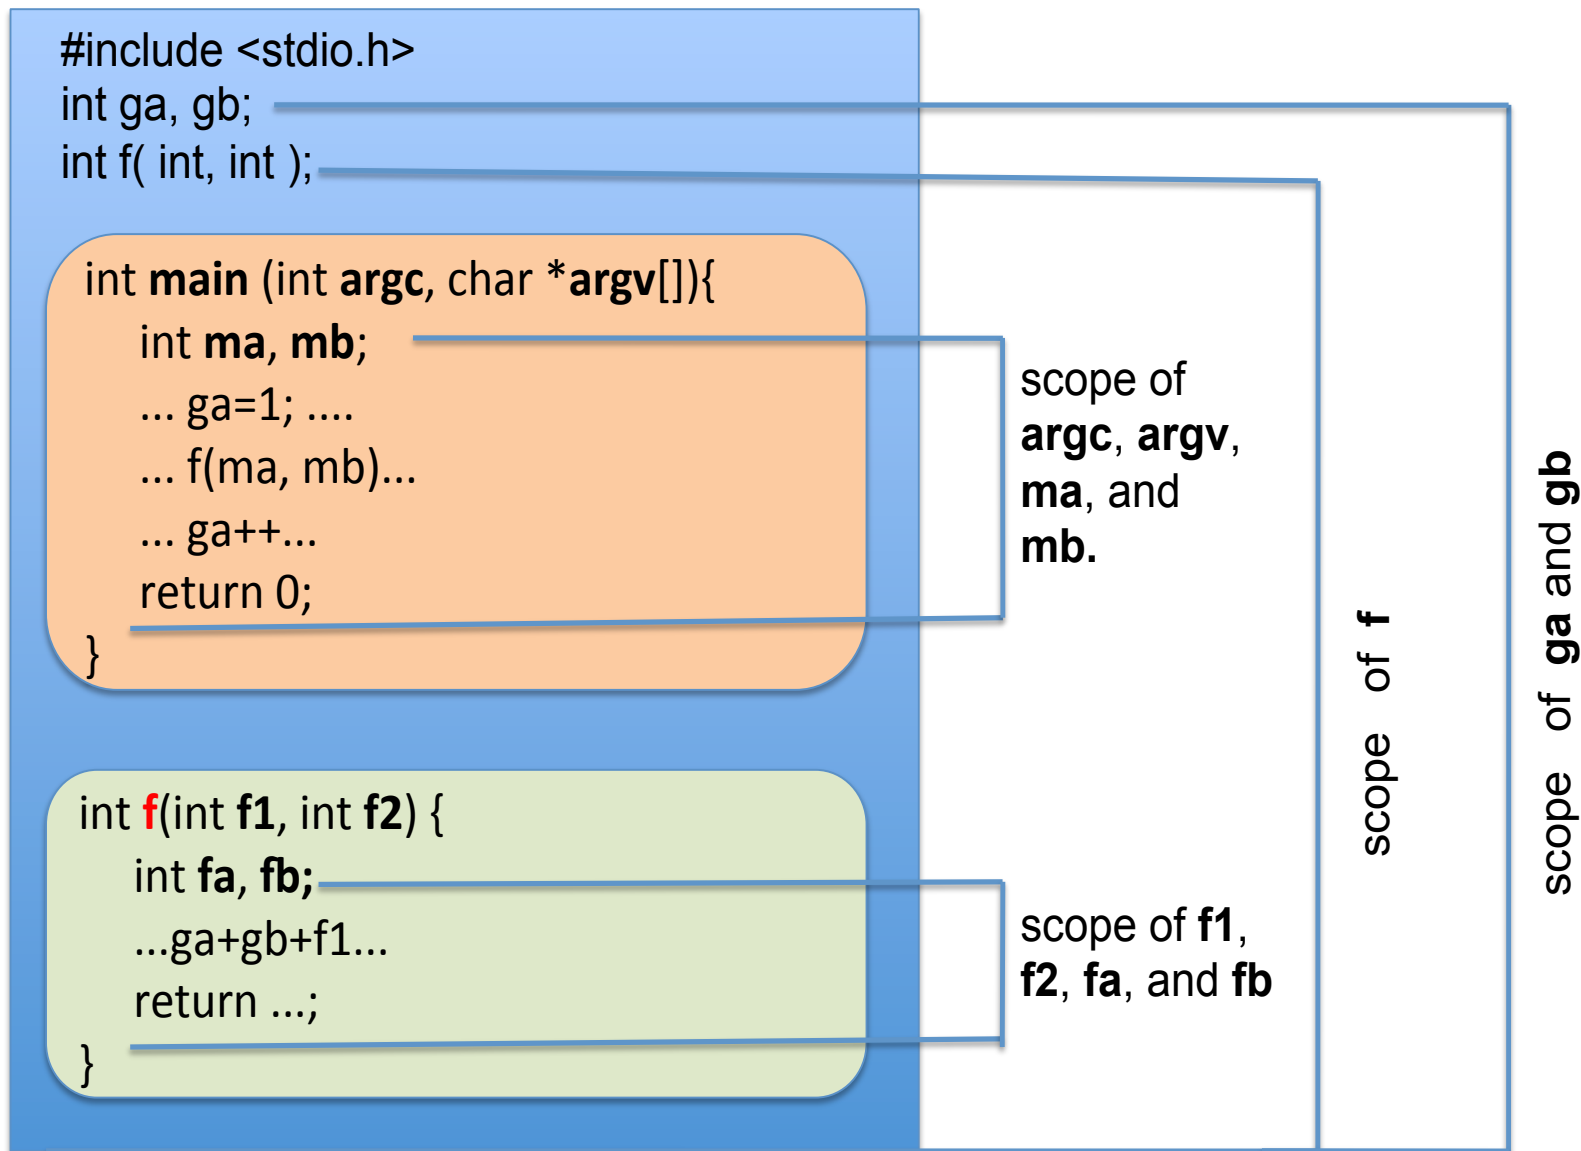 #include <stdio.h>
int ga, gb;
int f( int, int );
int main (int argc, char *argv[]){
int ma, mb;
... ga=1; ....
... f(ma, mb)...
... ga++...
return 0;
}
int f(int f1, int f2) {
int fa, fb;
...ga+gb+f1...
return ...;
}
scope of
argc, argv,
ma, and
mb.
scope of f1,
f2, fa, and fb
scope of f
scope of ga and gb